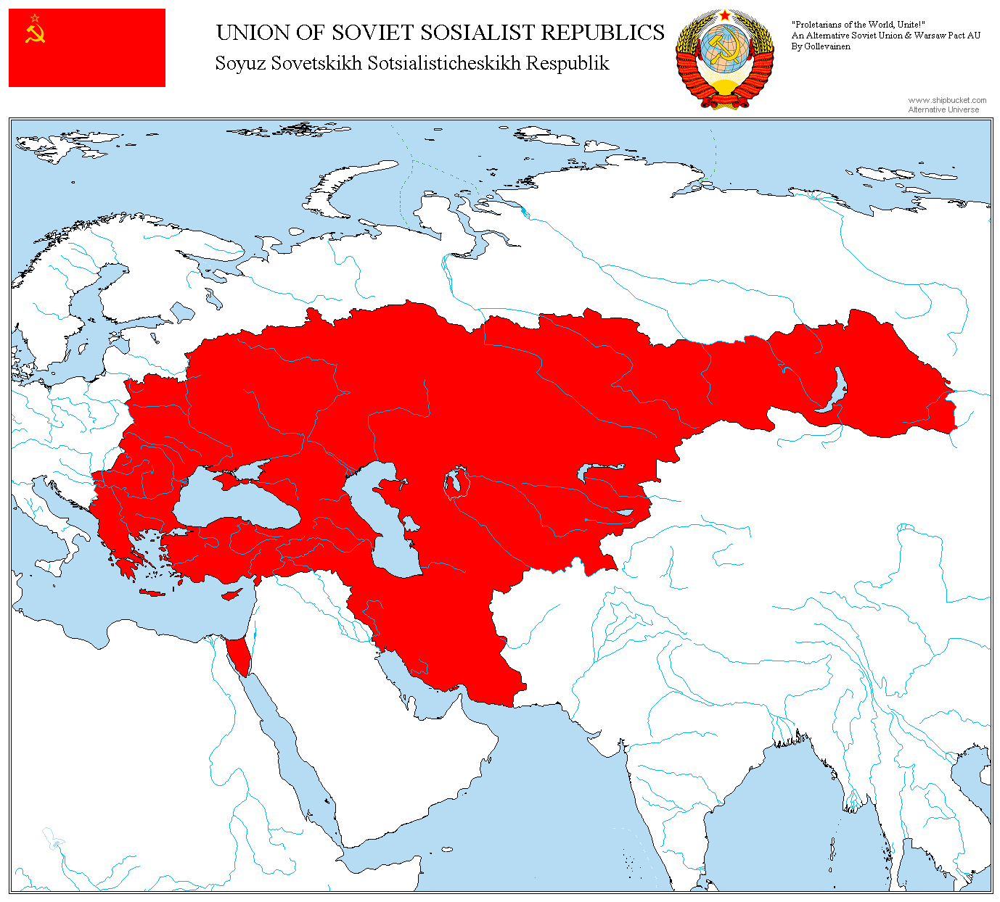 UNION OF SOVIET SOSIALIST REPUBLICS
Soyuz Sovetskikh Sotsialisticheskikh Respublik
"Proletarians of the World, Unite!"
An Alternative Soviet Union & Warsaw Pact AU
By Gollevainen
www.shipbucket.com
Alternative Universe